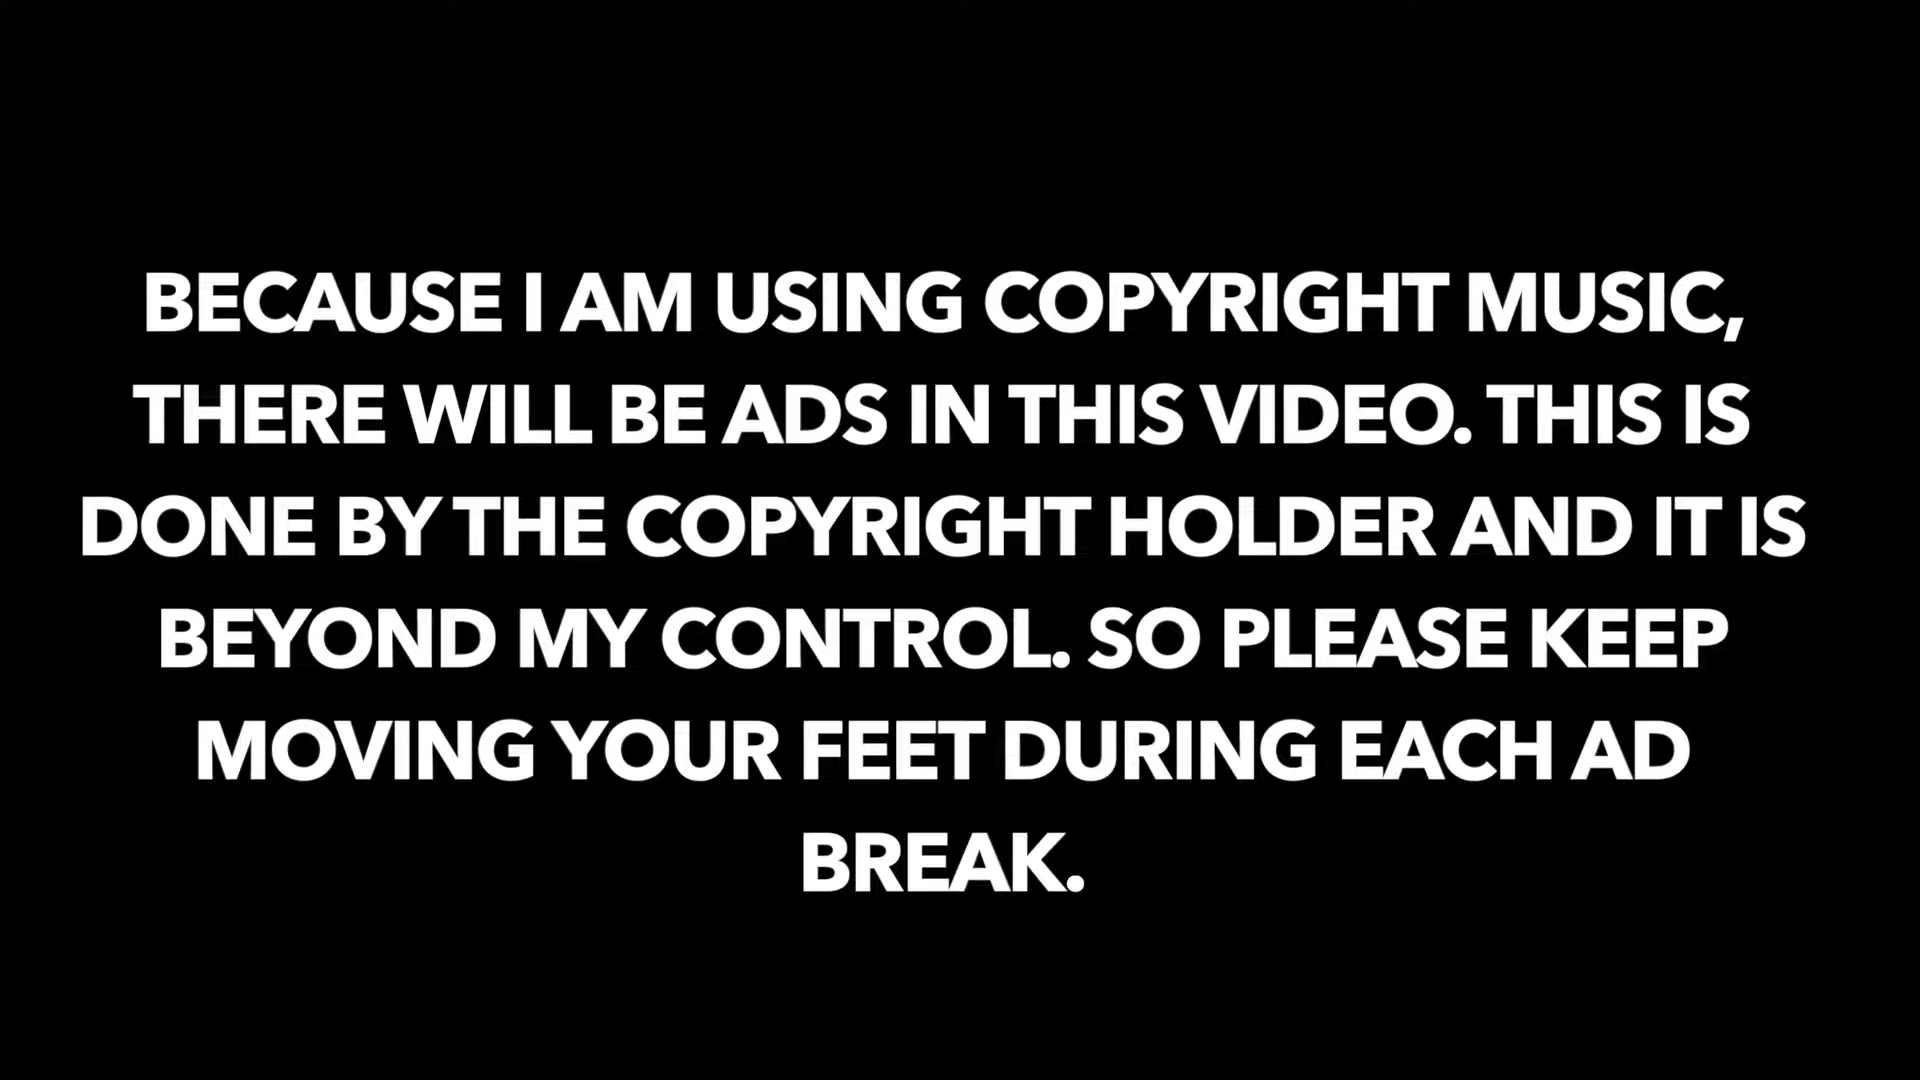 BECAUSE I AM USING COPYRIGHT MUSIC,
THERE WILL BE ADS IN THIS VIDEO. THIS IS
DONE BY THE COPYRIGHT HOLDER AND IT IS
BEYOND MY CONTROL. SO PLEASE KEEP
MOVING YOUR FEET DURING EACH AD
BREAK.